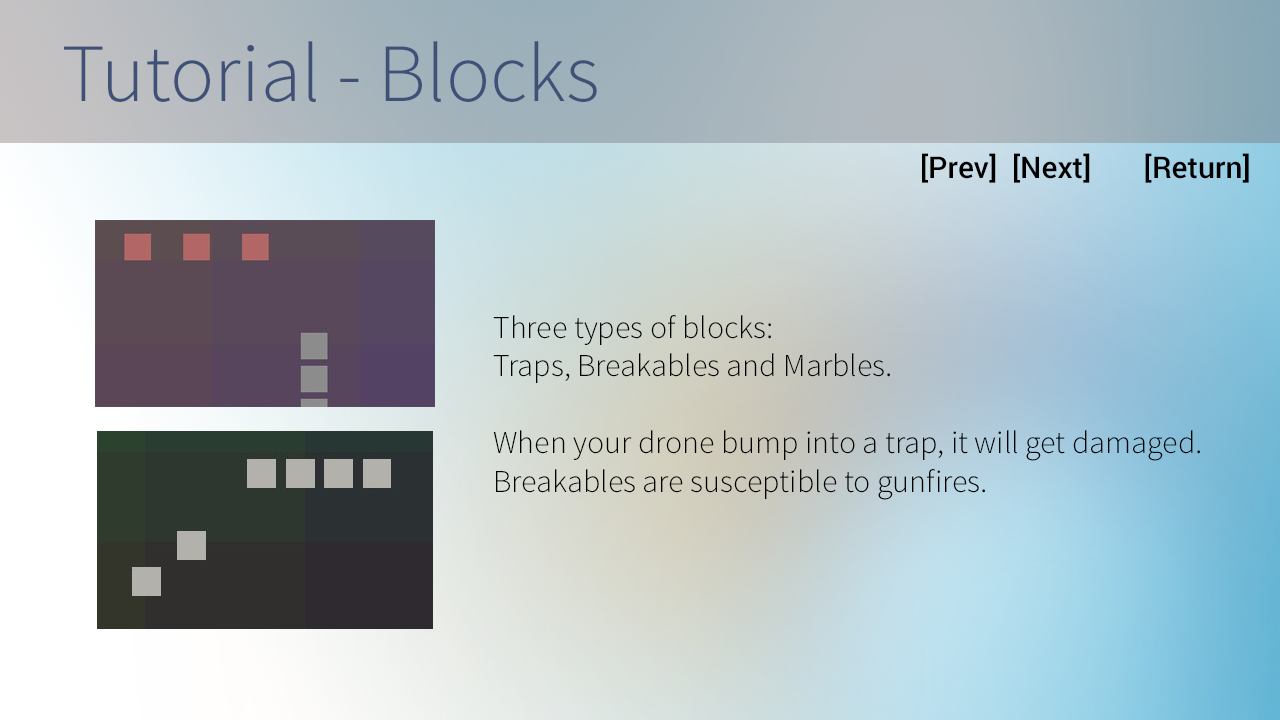 Tutorial - Blocks
[Prev] [Next] [Return]
Three types of blocks:
Traps, Breakables and Marbles.
When your drone bump into a trap, it will get damaged.
Breakables are susceptible to gunfires.